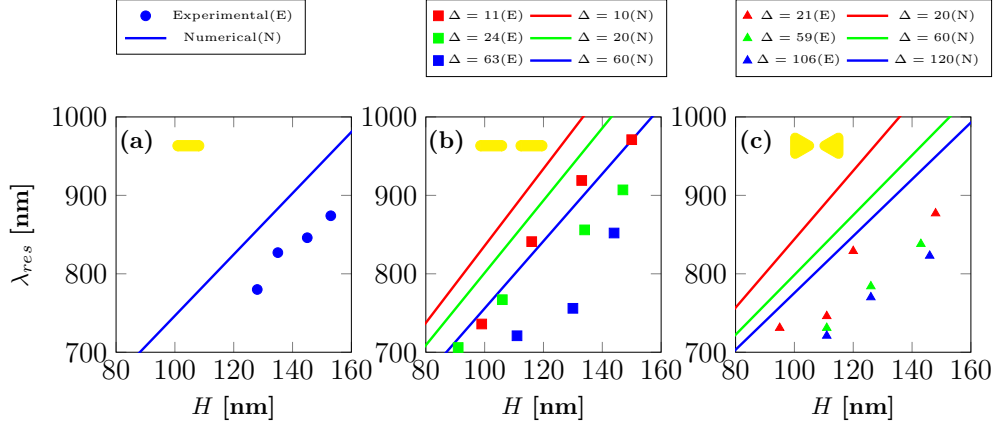 Experimental(E)
Numerical(N)
Δ = 11(E) Δ = 10(N)
Δ = 24(E) Δ = 20(N)
Δ = 63(E) Δ = 60(N)
Δ = 21(E) Δ = 20(N)
Δ = 59(E) Δ = 60(N)
Δ = 106(E) Δ = 120(N)
(a)
λres [nm]
1000
900
800
700
80 100 120 140 160
H [nm]
(b)
1000
900
800
700
80 100 120 140 160
H [nm]
(c)
1000
900
800
700
80 100 120 140 160
H [nm]